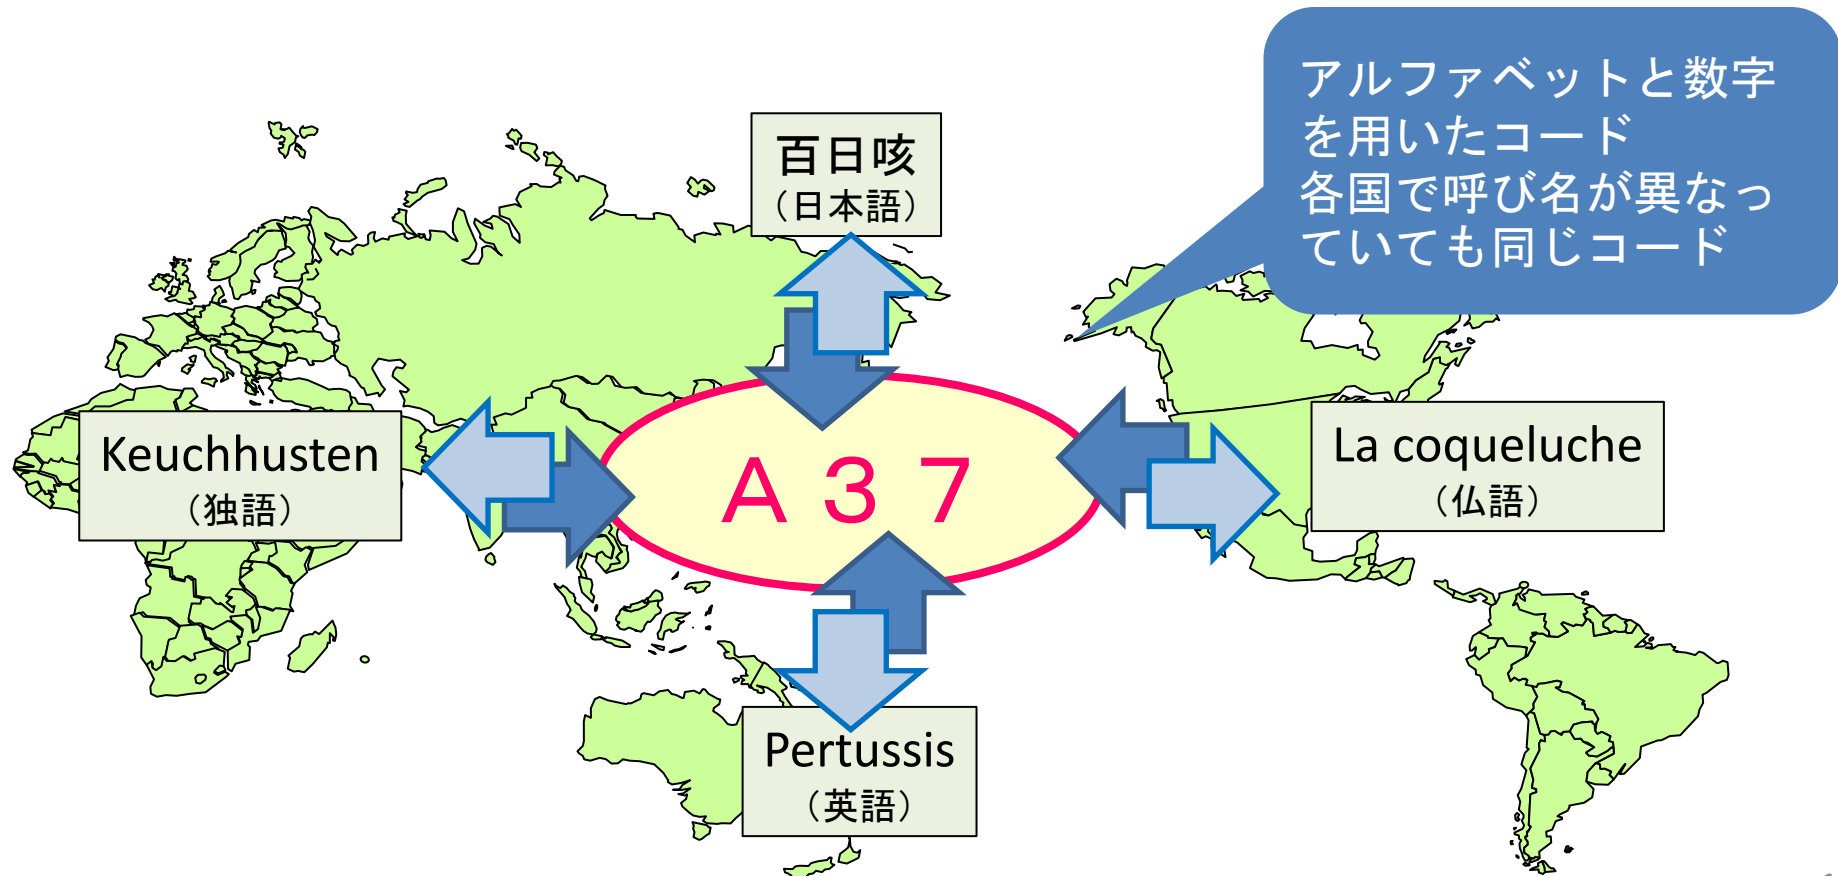 アルファベットと数字
を用いたコード
各国で呼び名が異なっ
ていても同じコード
百日咳
（日本語）
Keuchhusten
（独語）
Ａ３７
La coqueluche
（仏語）
Pertussis
（英語）